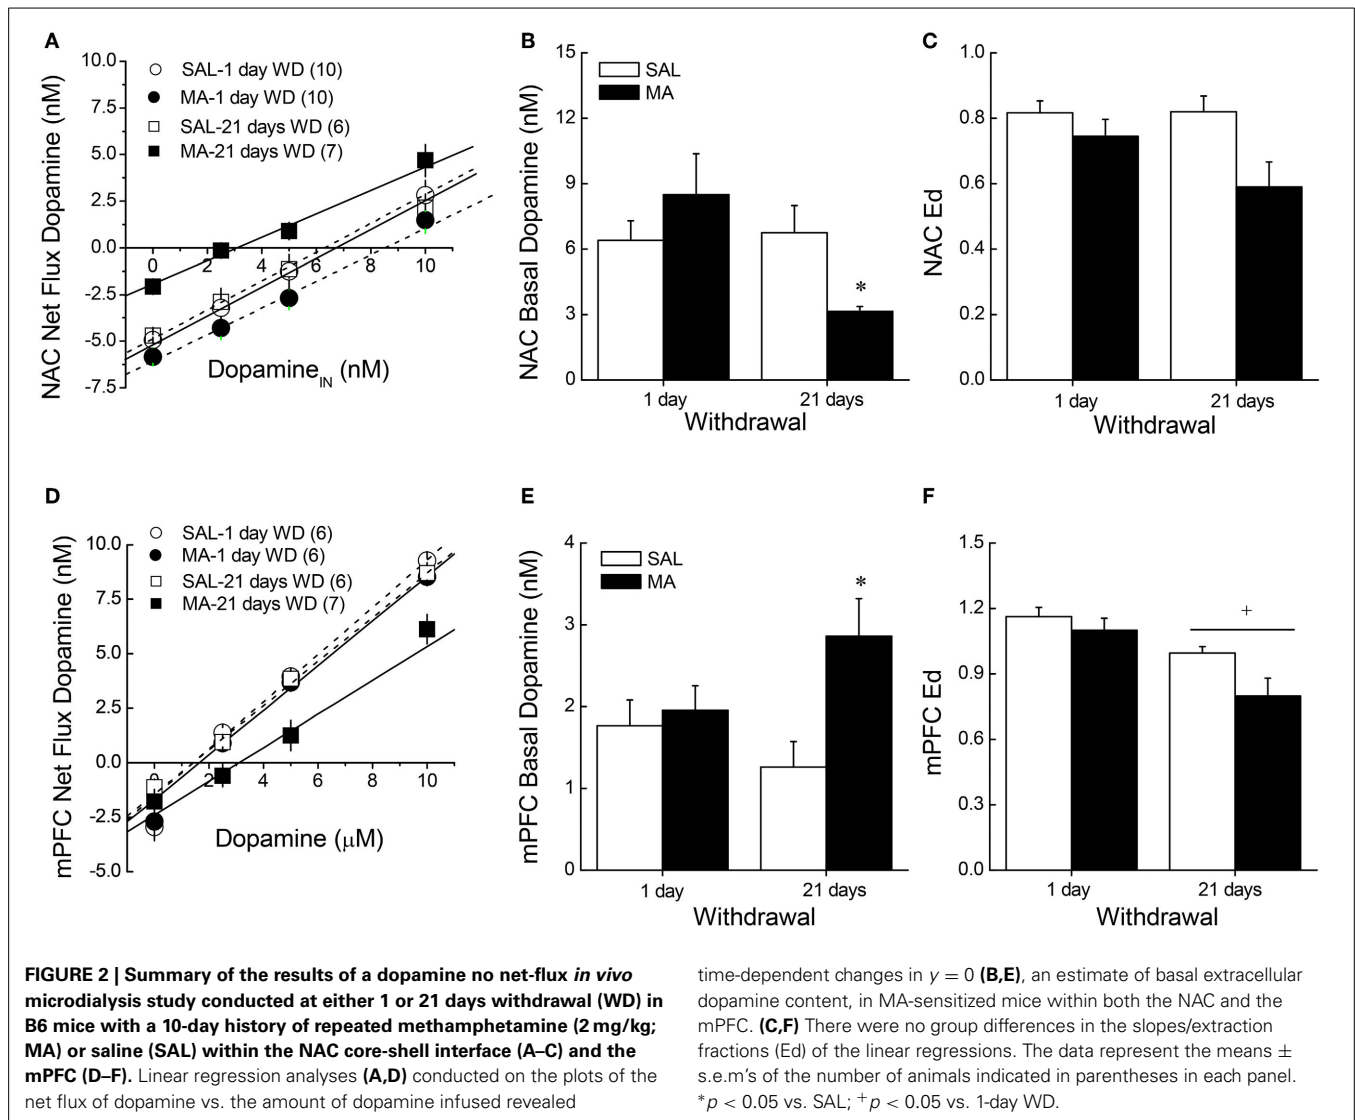 A
NAC Net Flux Dopamine (nM)
10.0
7.5
5.0
2.5
0.0
-2.5
-5.0
-7.5
SAL-1 day WD (10)
MA-1 day WD (10)
SAL-21 days WD (6)
MA-21 days WD (7)
0 2 4 6 8 10
Dopamine_IN (nM)
B
NAC Basal Dopamine (nM)
15
12
9
6
3
0
SAL
MA
*
1 day 21 days
Withdrawal
C
NAC Ed
1.0
0.8
0.6
0.4
0.2
0.0
1 day 21 days
Withdrawal
D
mPFC Net Flux Dopamine (nM)
10.0
7.5
5.0
2.5
0.0
-2.5
-5.0
SAL-1 day WD (6)
MA-1 day WD (6)
SAL-21 days WD (6)
MA-21 days WD (7)
0 2 4 6 8 10
Dopamine (μM)
E
mPFC Basal Dopamine (nM)
4
3
2
1
0
SAL
MA
*
1 day 21 days
Withdrawal
F
mPFC Ed
1.5
1.2
0.9
0.6
0.3
0.0
+
1 day 21 days
Withdrawal
FIGURE 2 | Summary of the results of a dopamine no net-flux in vivo
microdialysis study conducted at either 1 or 21 days withdrawal (WD) in
B6 mice with a 10-day history of repeated methamphetamine (2 mg/kg;
MA) or saline (SAL) within the NAC core-shell interface (A–C) and the
mPFC (D–F). Linear regression analyses (A,D) conducted on the plots of the
net flux of dopamine vs. the amount of dopamine infused revealed
time-dependent changes in y = 0 (B,E), an estimate of basal extracellular
dopamine content, in MA-sensitized mice within both the NAC and the
mPFC. (C,F) There were no group differences in the slopes/extraction
fractions (Ed) of the linear regressions. The data represent the means ±
s.e.m's of the number of animals indicated in parentheses in each panel.
*p < 0.05 vs. SAL; +p < 0.05 vs. 1-day WD.